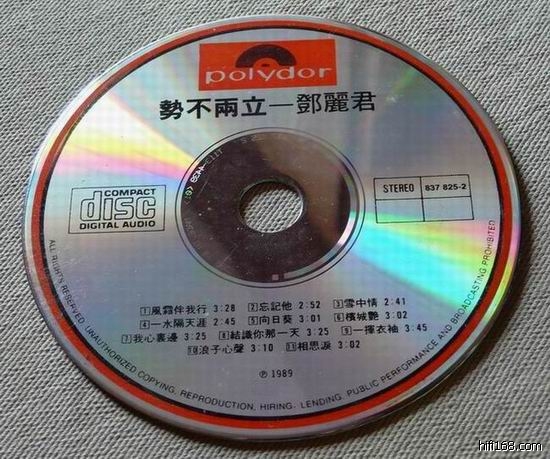 polydor
勢不兩立—鄧麗君
COMPACT
disc
DIGITAL AUDIO
STEREO 837 825-2
1 風霜伴我行 3:28 2 忘記他 2:52 3 雪中情 2:41
4 一水隔天涯 2:45 5 向日葵 3:01 6 檳城艷 3:01
7 我心裏邊 3:25 8 結識你那一天 3:25 9 一揮衣袖 3:45
10 浪子心聲 3:10 11 相思淚 3:02
℗ 1989
ALL RIGHTS RESERVED. UNAUTHORIZED COPYING, REPRODUCTION, HIRING, LENDING, PUBLIC PERFORMANCE AND BROADCASTING PROHIBITED
hifi168.com